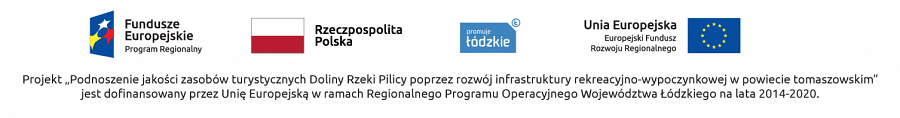 Fundusze
Europejskie
Program Regionalny
Rzeczpospolita
Polska
promuje
łódzkie
Unia Europejska
Europejski Fundusz
Rozwoju Regionalnego
Projekt „Podnoszenie jakości zasobów turystycznych Doliny Rzeki Pilicy poprzez rozwój infrastruktury rekreacyjno-wypoczynkowej w powiecie tomaszowskim”
jest dofinansowany przez Unię Europejską w ramach Regionalnego Programu Operacyjnego Województwa Łódzkiego na lata 2014-2020.